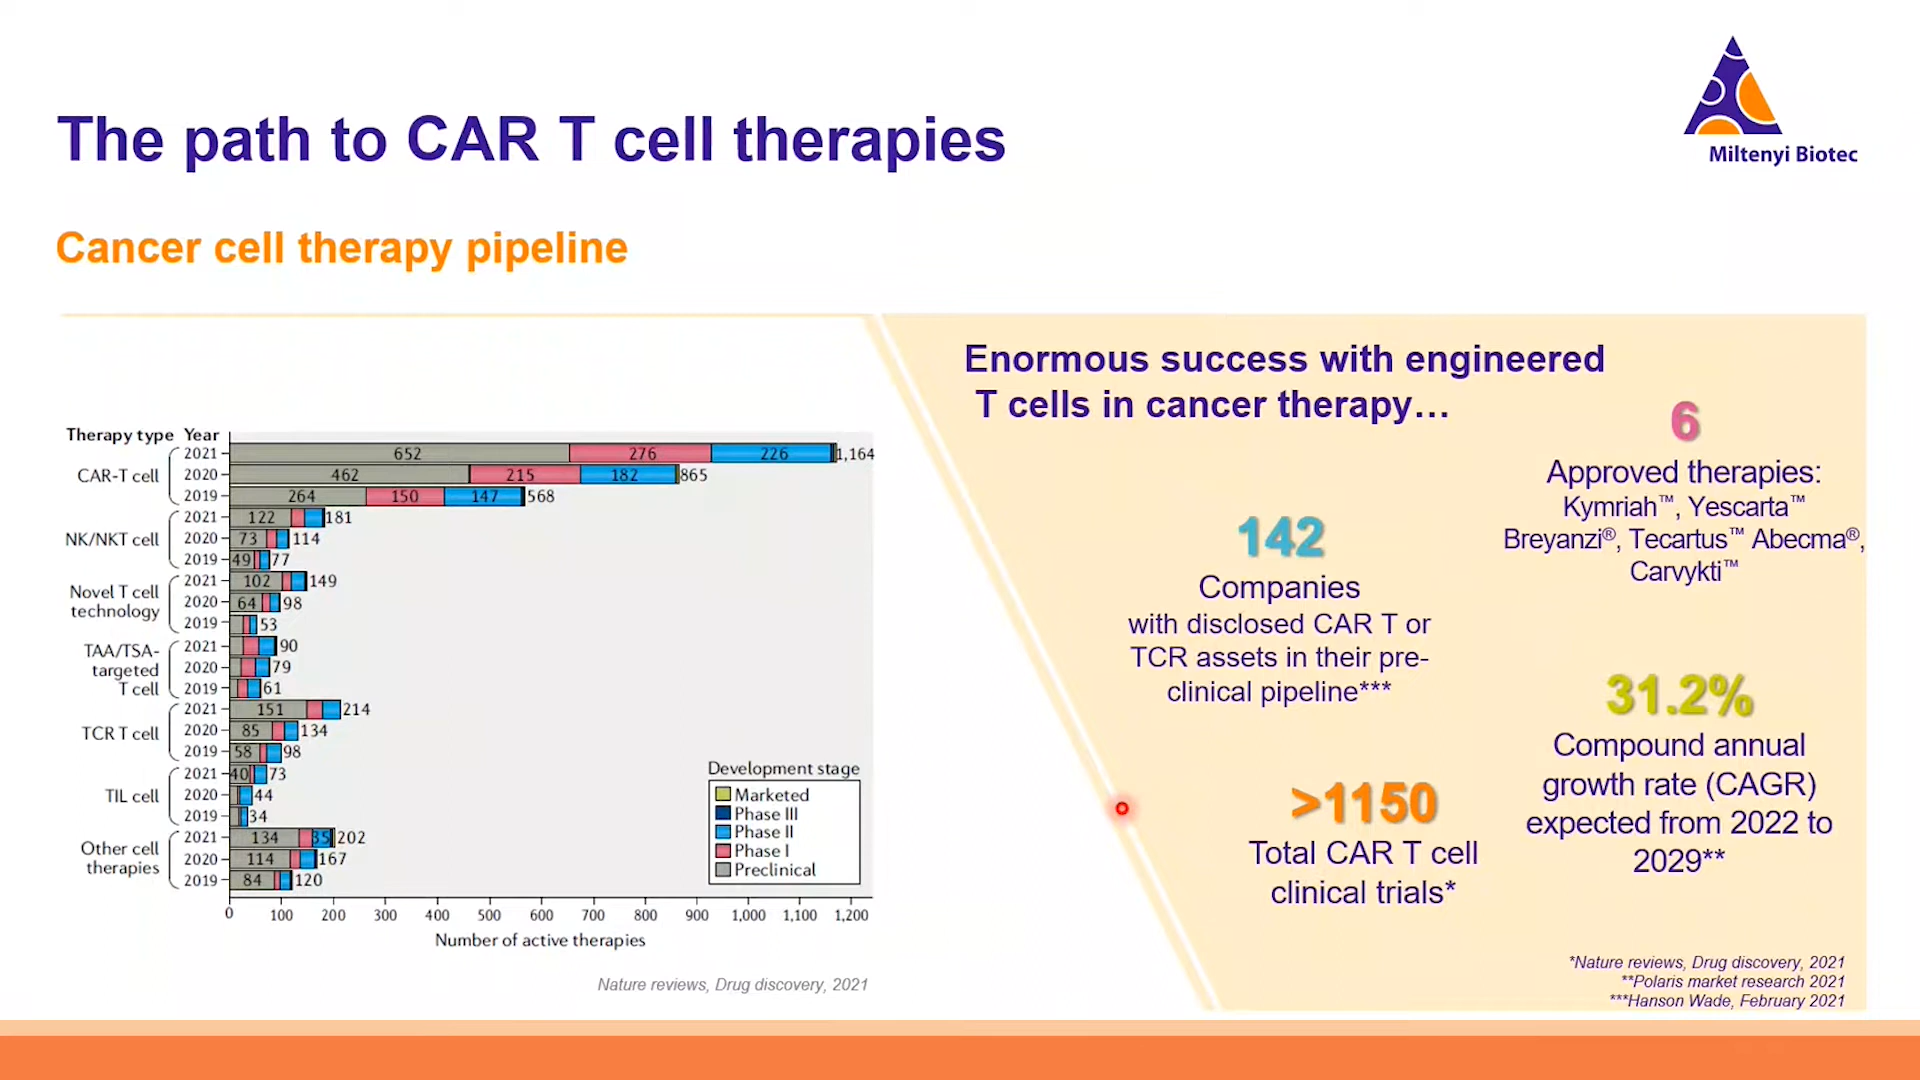 The path to CAR T cell therapies
Miltenyi Biotec
Cancer cell therapy pipeline
Therapy type Year
CAR-T cell
2021 652 276 226 1,164
2020 462 215 182 865
2019 264 150 147 568
NK/NKT cell
2021 122 181
2020 73 114
2019 49 77
Novel T cell
technology
2021 102 149
2020 64 98
2019 53
TAA/TSA-
targeted
T cell
2021 90
2020 79
2019 61
TCR T cell
2021 151 214
2020 85 134
2019 58 98
TIL cell
2021 40 73
2020 44
2019 34
Other cell
therapies
2021 134 35 202
2020 114 167
2019 84 120
0 100 200 300 400 500 600 700 800 900 1,000 1,100 1,200
Number of active therapies
Development stage
Marketed
Phase III
Phase II
Phase I
Preclinical
Nature reviews, Drug discovery, 2021
Enormous success with engineered
T cells in cancer therapy…
6
Approved therapies:
Kymriah™, Yescarta™
Breyanzi®, Tecartus™ Abecma®,
Carvykti™
142
Companies
with disclosed CAR T or
TCR assets in their pre-
clinical pipeline***
31.2%
Compound annual
growth rate (CAGR)
expected from 2022 to
2029**
>1150
Total CAR T cell
clinical trials*
*Nature reviews, Drug discovery, 2021
**Polaris market research 2021
***Hanson Wade, February 2021